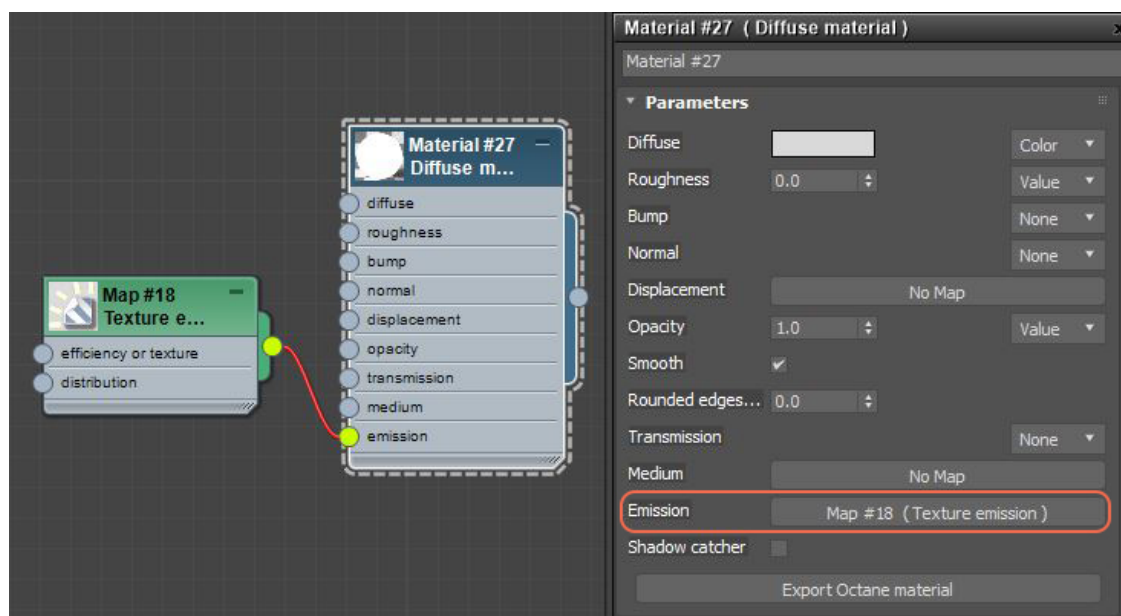 Map #18
Texture e...
efficiency or texture
distribution
Material #27
Diffuse m...
diffuse
roughness
bump
normal
displacement
opacity
transmission
medium
emission
Material #27 ( Diffuse material )
Material #27
Parameters
Diffuse Color
Roughness 0.0 Value
Bump None
Normal None
Displacement No Map
Opacity 1.0 Value
Smooth
Rounded edges... 0.0
Transmission None
Medium No Map
Emission Map #18 ( Texture emission )
Shadow catcher
Export Octane material